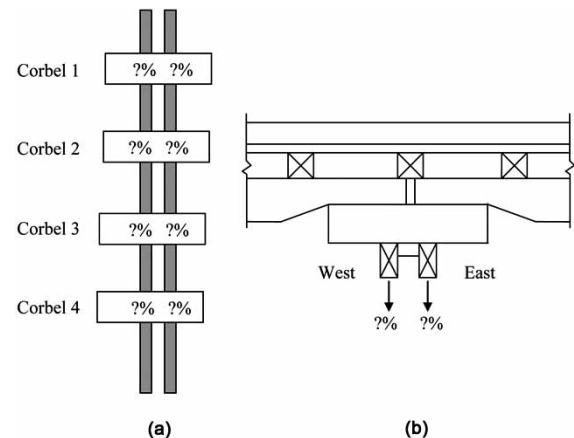 Corbel 1 ?% ?%
Corbel 2 ?% ?%
Corbel 3 ?% ?%
Corbel 4 ?% ?%
(a)
West East
?% ?%
(b)